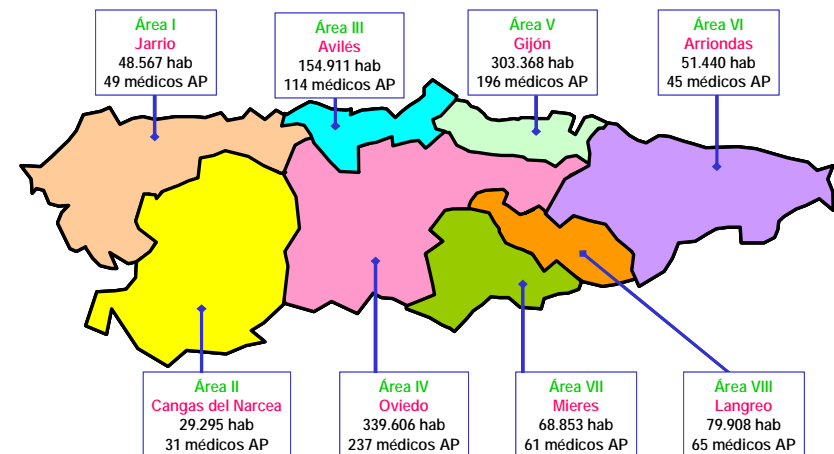 Área I
Jarrio
48.567 hab
49 médicos AP
Área III
Avilés
154.911 hab
114 médicos AP
Área V
Gijón
303.368 hab
196 médicos AP
Área VI
Arriondas
51.440 hab
45 médicos AP
Área II
Cangas del Narcea
29.295 hab
31 médicos AP
Área IV
Oviedo
339.606 hab
237 médicos AP
Área VII
Mieres
68.853 hab
61 médicos AP
Área VIII
Langreo
79.908 hab
65 médicos AP